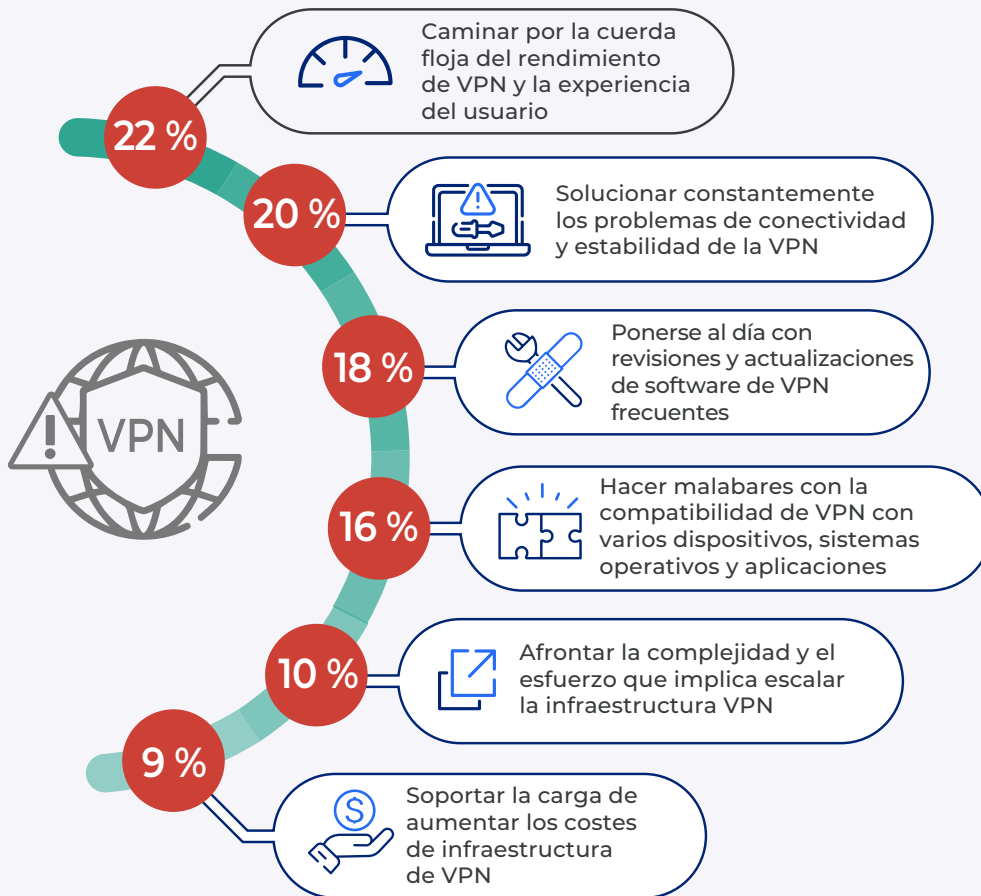 22 %
Caminar por la cuerda
floja del rendimiento
de VPN y la experiencia
del usuario
20 %
Solucionar constantemente
los problemas de conectividad
y estabilidad de la VPN
18 %
Ponerse al día con
revisiones y actualizaciones
de software de VPN
frecuentes
VPN
16 %
Hacer malabares con la
compatibilidad de VPN con
varios dispositivos, sistemas
operativos y aplicaciones
10 %
Afrontar la complejidad y el
esfuerzo que implica escalar
la infraestructura VPN
9 %
Soportar la carga de
aumentar los costes
de infraestructura
de VPN